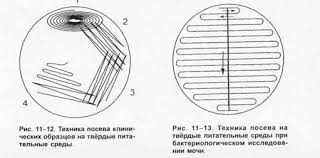 1
2
3
4
Рис. 11–12. Техника посева клини-
ческих образцов на твёрдые пита-
тельные среды.
Рис. 11–13. Техника посева на
твёрдые питательные среды при
бактериологическом исследова-
нии мочи.